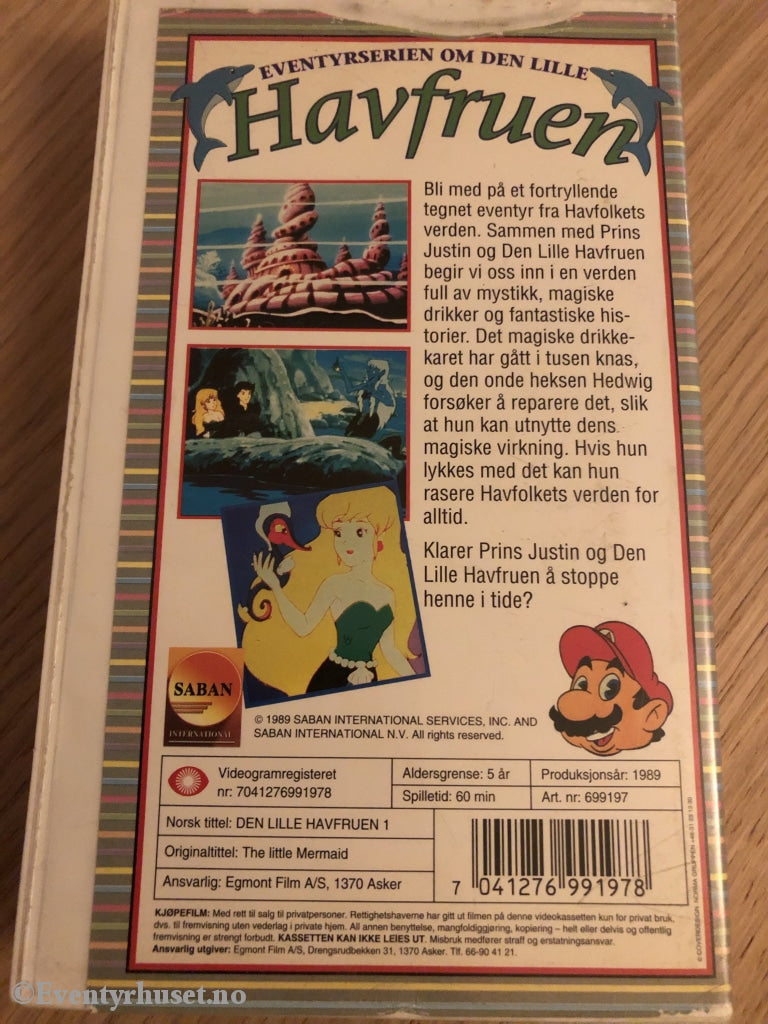 EVENTYRSERIEN OM DEN LILLE
Havfruen
Bli med på et fortryllende
tegnet eventyr fra Havfolkets
verden. Sammen med Prins
Justin og Den Lille Havfruen
begir vi oss inn i en verden
full av mystikk, magiske
drikker og fantastiske his-
torier. Det magiske drikke-
karet har gått i tusen knas,
og den onde heksen Hedwig
forsøker å reparere det, slik
at hun kan utnytte dens
magiske virkning. Hvis hun
lykkes med det kan hun
rasere Havfolkets verden for
alltid.
Klarer Prins Justin og Den
Lille Havfruen å stoppe
henne i tide?
SABAN
INTERNATIONAL
© 1989 SABAN INTERNATIONAL SERVICES, INC. AND
SABAN INTERNATIONAL N.V. All rights reserved.
Videogramregisteret
nr: 7041276991978
Aldersgrense: 5 år
Produksjonsår: 1989
Spilletid: 60 min
Art. nr: 699197
Norsk tittel: DEN LILLE HAVFRUEN 1
Originaltittel: The little Mermaid
Ansvarlig: Egmont Film A/S, 1370 Asker
7 041276 991978
KJØPEFILM: Med rett til salg til privatpersoner. Rettighetshaverne har gitt ut filmen på denne videokassetten kun for privat bruk,
dvs. til fremvisning uten vederlag i private hjem. All annen benyttelse, mangfoldiggjøring, kopiering – helt eller delvis og offentlig
fremvisning er strengt forbudt. KASSETTEN KAN IKKE LEIES UT. Misbruk medfører straff og erstatningsansvar.
Ansvarlig utgiver: Egmont Film A/S, Drengsrudbekken 31, 1370 Asker. Tlf. 66-90 41 21.
©Eventyrhuset.no